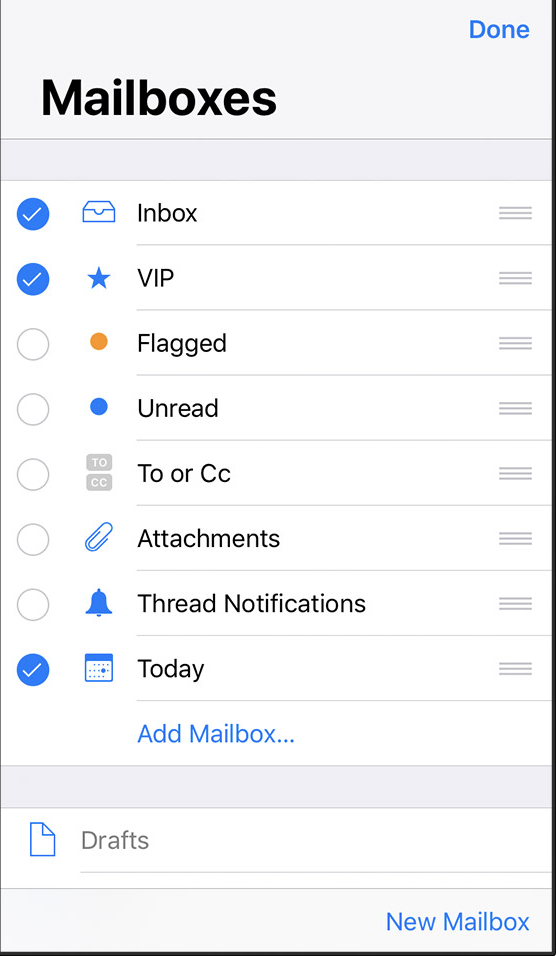 Done
Mailboxes
Inbox
VIP
Flagged
Unread
TO
CC
To or Cc
Attachments
Thread Notifications
Today
Add Mailbox...
Drafts
New Mailbox